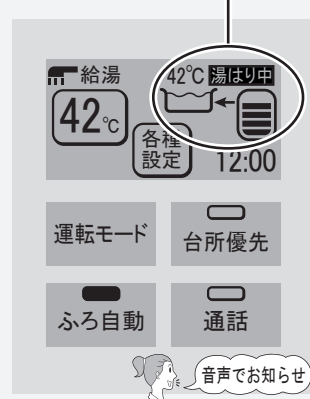 給湯
42℃ 湯はり中
42℃
各種
設定
12:00
運転モード
台所優先
ふろ自動
通話
音声でお知らせ